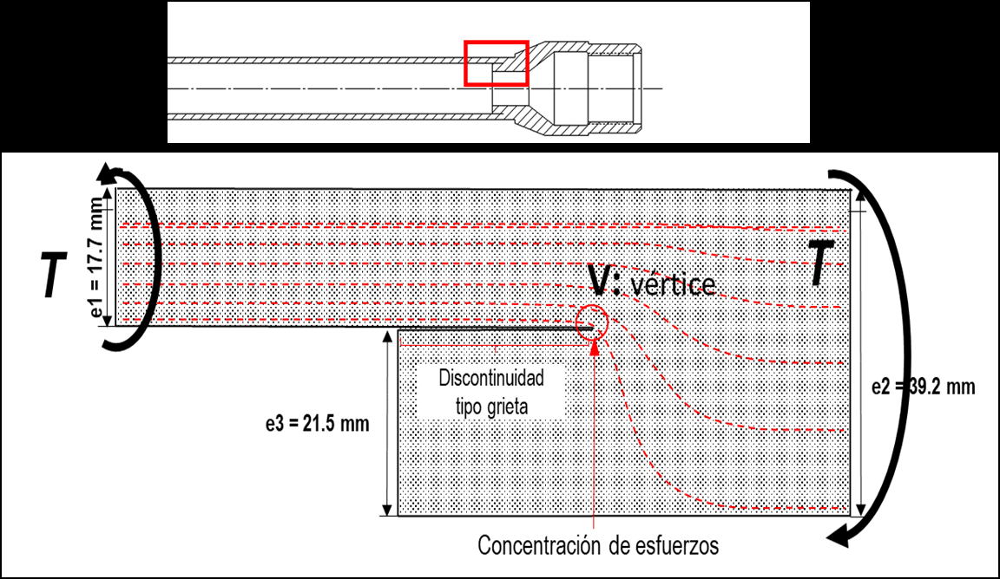 T
e1 = 17.7 mm
V: vértice
T
Discontinuidad
tipo grieta
e2 = 39.2 mm
e3 = 21.5 mm
Concentración de esfuerzos